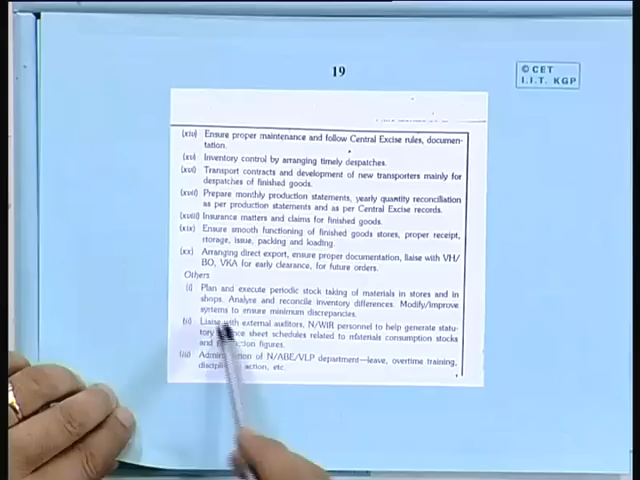 19
© CET
I.I.T. KGP
(xiv) Ensure proper maintenance and follow Central Excise rules, documen-
tation.
(xv) Inventory control by arranging timely despatches.
(xvi) Transport contracts and development of new transporters mainly for
despatches of finished goods.
(xvii) Prepare monthly production statements, yearly quantity reconciliation
as per production statements and as per Central Excise records.
(xviii) Insurance matters and claims for finished goods.
(xix) Ensure smooth functioning of finished goods stores, proper receipt,
storage, issue, packing and loading.
(xx) Arranging direct export, ensure proper documentation, liaise with VH/
BO, VKA for early clearance, for future orders.
Others
(i) Plan and execute periodic stock taking of materials in stores and in
shops. Analyse and reconcile inventory differences. Modify/improve
systems to ensure minimum discrepancies.
(ii) Liaise with external auditors, N/WIR personnel to help generate statu-
tory sheet schedules related to materials consumption stocks
and figures.
(iii) of N/ABE/VLP department—leave, overtime training,
action, etc.